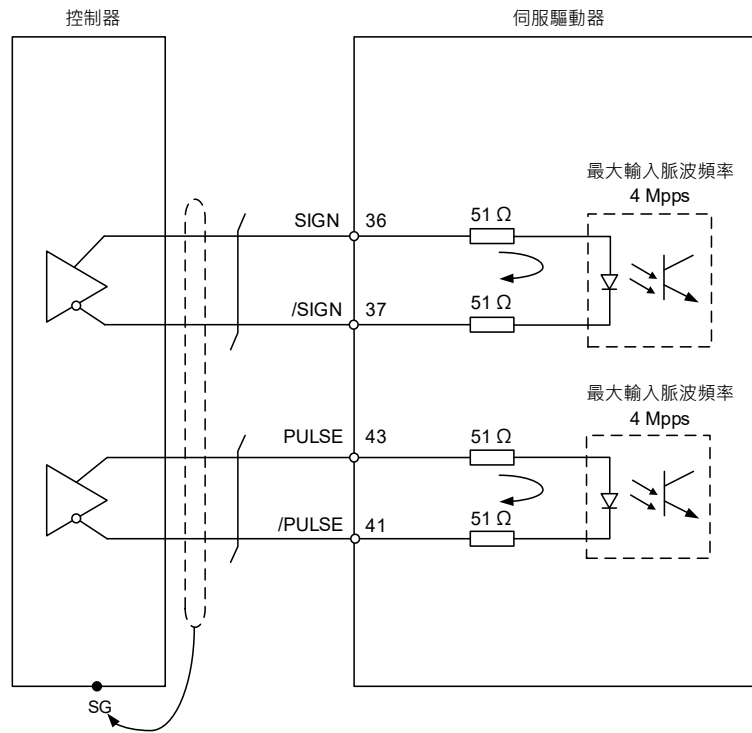 控制器
伺服驅動器
最大輸入脈波頻率
4 Mpps
SIGN 36
51 Ω
/SIGN 37
51 Ω
最大輸入脈波頻率
4 Mpps
PULSE 43
51 Ω
/PULSE 41
51 Ω
SG